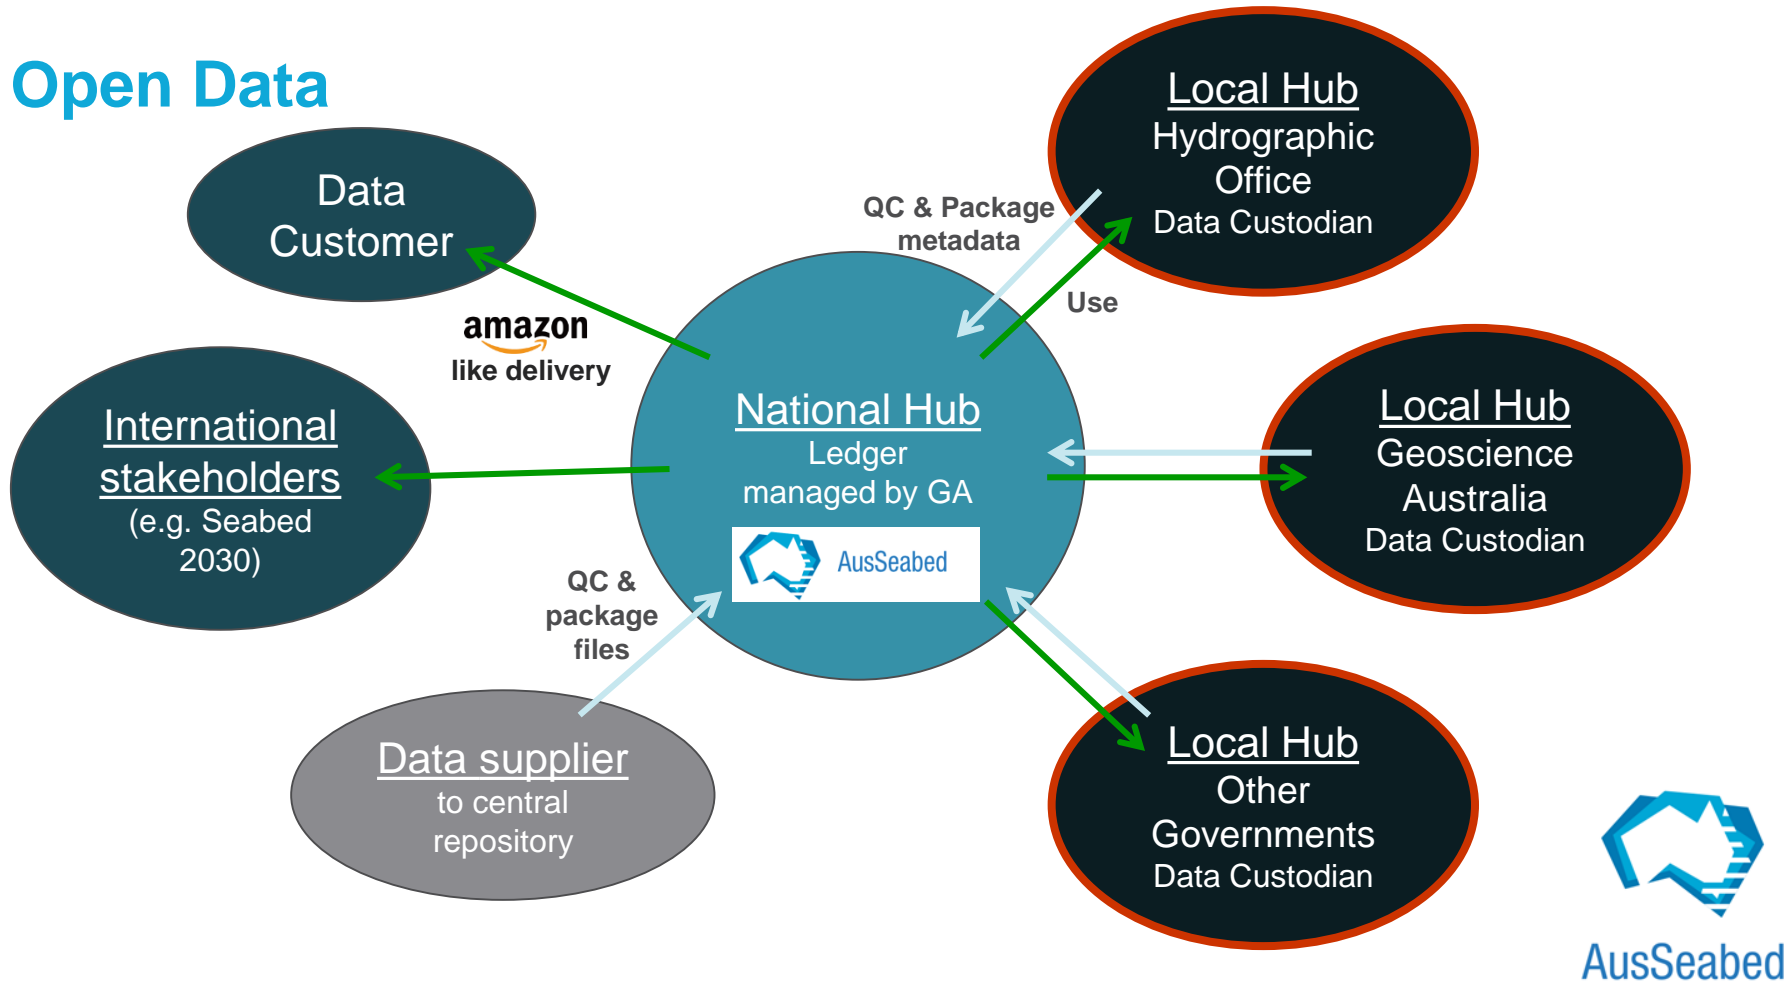 Open Data
Data
Customer
amazon
like delivery
International
stakeholders
(e.g. Seabed
2030)
QC &
package
files
Data supplier
to central
repository
National Hub
Ledger
managed by GA
AusSeabed
QC & Package
metadata
Use
Local Hub
Hydrographic
Office
Data Custodian
Local Hub
Geoscience
Australia
Data Custodian
Local Hub
Other
Governments
Data Custodian
AusSeabed